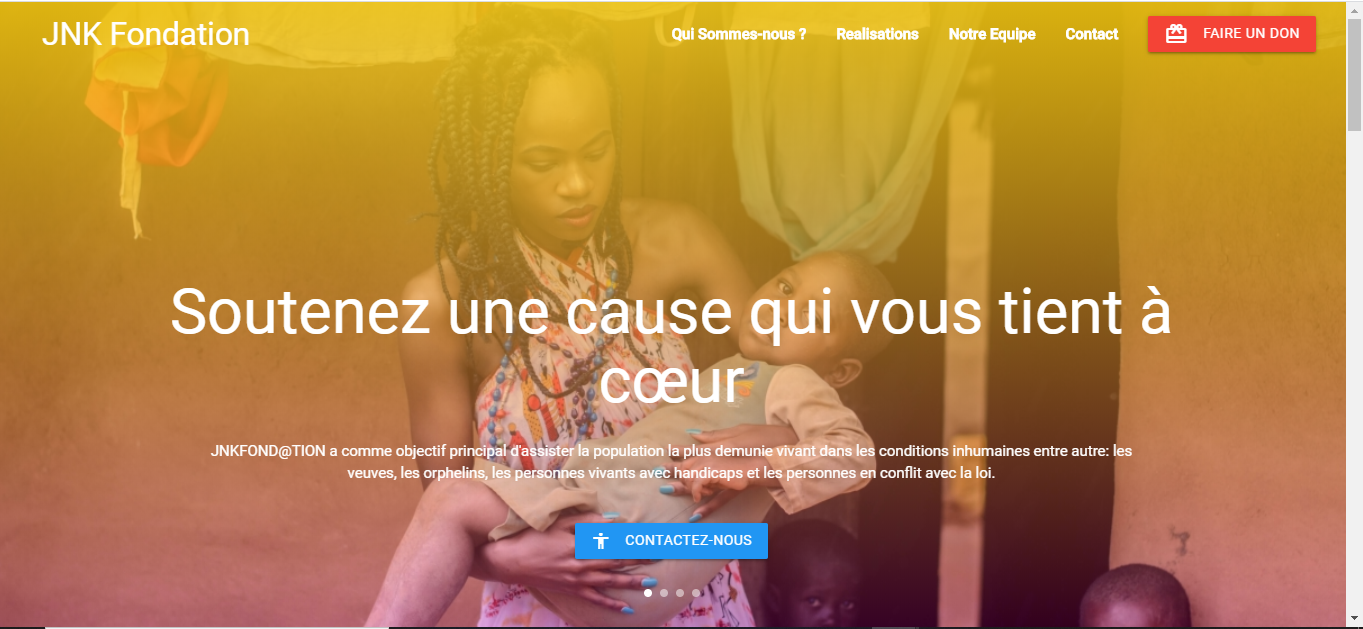 JNK Fondation
Qui Sommes-nous ?
Realisations
Notre Equipe
Contact
FAIRE UN DON
Soutenez une cause qui vous tient à
cœur
JNKFOND@TION a comme objectif principal d'assister la population la plus demunie vivant dans les conditions inhumaines entre autre: les
veuves, les orphelins, les personnes vivants avec handicaps et les personnes en conflit avec la loi.
CONTACTEZ-NOUS